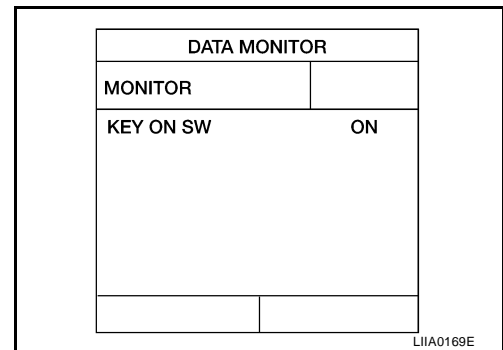 DATA MONITOR
MONITOR
KEY ON SW ON
LIIA0169E